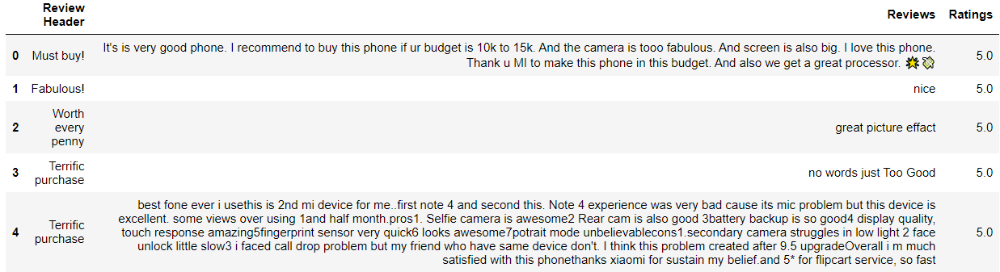 Review Header Reviews Ratings
0 Must buy! It's is very good phone. I recommend to buy this phone if ur budget is 10k to 15k. And the camera is tooo fabulous. And screen is also big. I love this phone.
Thank u MI to make this phone in this budget. And also we get a great processor. 5.0
1 Fabulous! nice 5.0
2 Worth every penny great picture effact 5.0
3 Terrific purchase no words just Too Good 5.0
4 Terrific purchase best fone ever i usethis is 2nd mi device for me..first note 4 and second this. Note 4 experience was very bad cause its mic problem but this device is
excellent. some views over using 1and half month.pros1. Selfie camera is awesome2 Rear cam is also good 3battery backup is so good4 display quality,
touch response amazing5fingerprint sensor very quick6 looks awesome7potrait mode unbelievablecons1.secondary camera struggles in low light 2 face
unlock little slow3 i faced call drop problem but my friend who have same device don't. I think this problem created after 9.5 upgradeOverall i m much
satisfied with this phonethanks xiaomi for sustain my belief.and 5* for flipcart service, so fast 5.0